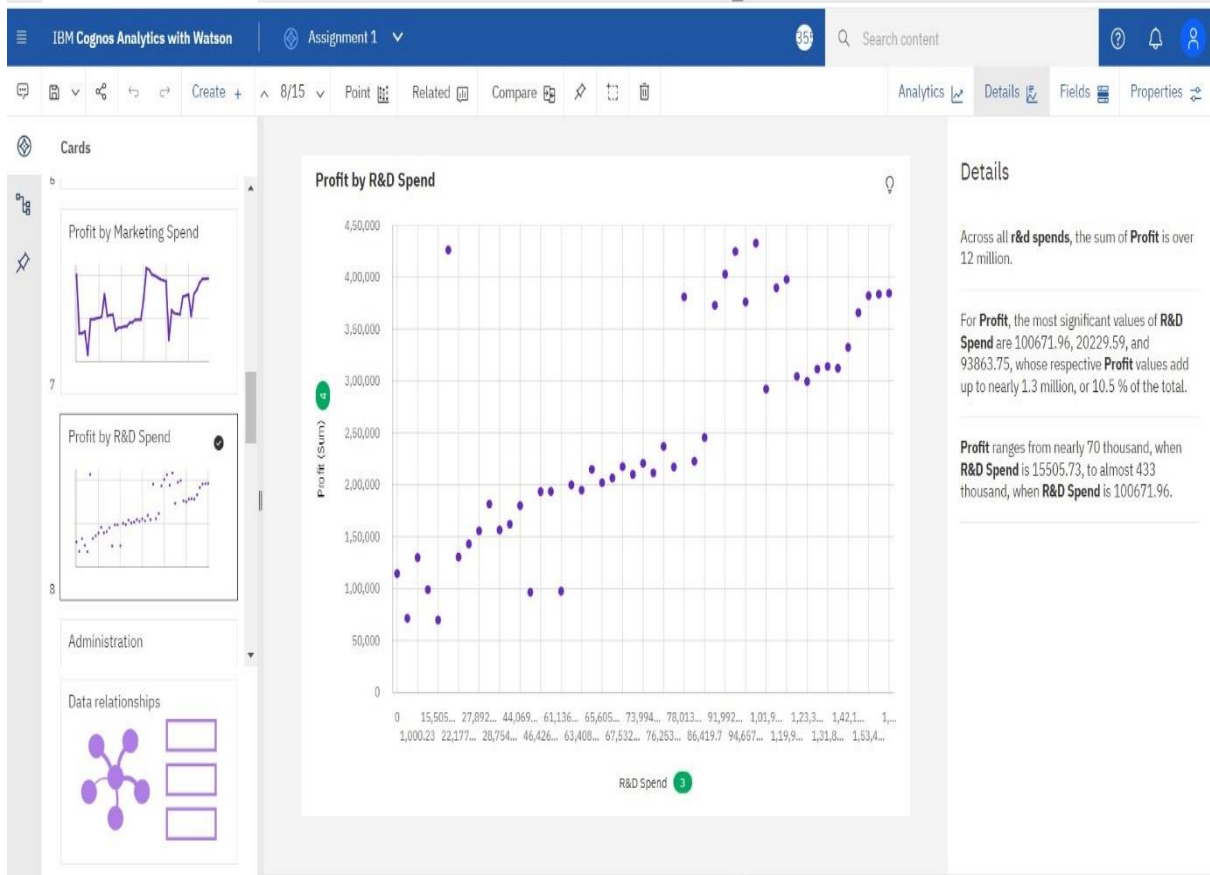 IBM Cognos Analytics with Watson
Assignment 1
Search content
Create +
8/15
Point
Related
Compare
Analytics
Details
Fields
Properties
Cards
6
Profit by Marketing Spend
7
Profit by R&D Spend
8
Administration
Data relationships
Profit by R&D Spend
4,50,000
4,00,000
3,50,000
3,00,000
2,50,000
2,00,000
1,50,000
1,00,000
50,000
0
Profit (Sum)
4
0 15,505... 27,892... 44,069... 61,136... 65,605... 73,994... 78,013... 91,992... 1,01,9... 1,23,3... 1,42,1... 1,...
1,000.23 22,177... 28,754... 46,426... 63,408... 67,532... 76,253... 86,419.7 94,657... 1,19,9... 1,31,8... 1,53,4...
R&D Spend 3
Details
Across all r&d spends, the sum of Profit is over
12 million.
For Profit, the most significant values of R&D
Spend are 100671.96, 20229.59, and
93863.75, whose respective Profit values add
up to nearly 1.3 million, or 10.5 % of the total.
Profit ranges from nearly 70 thousand, when
R&D Spend is 15505.73, to almost 433
thousand, when R&D Spend is 100671.96.